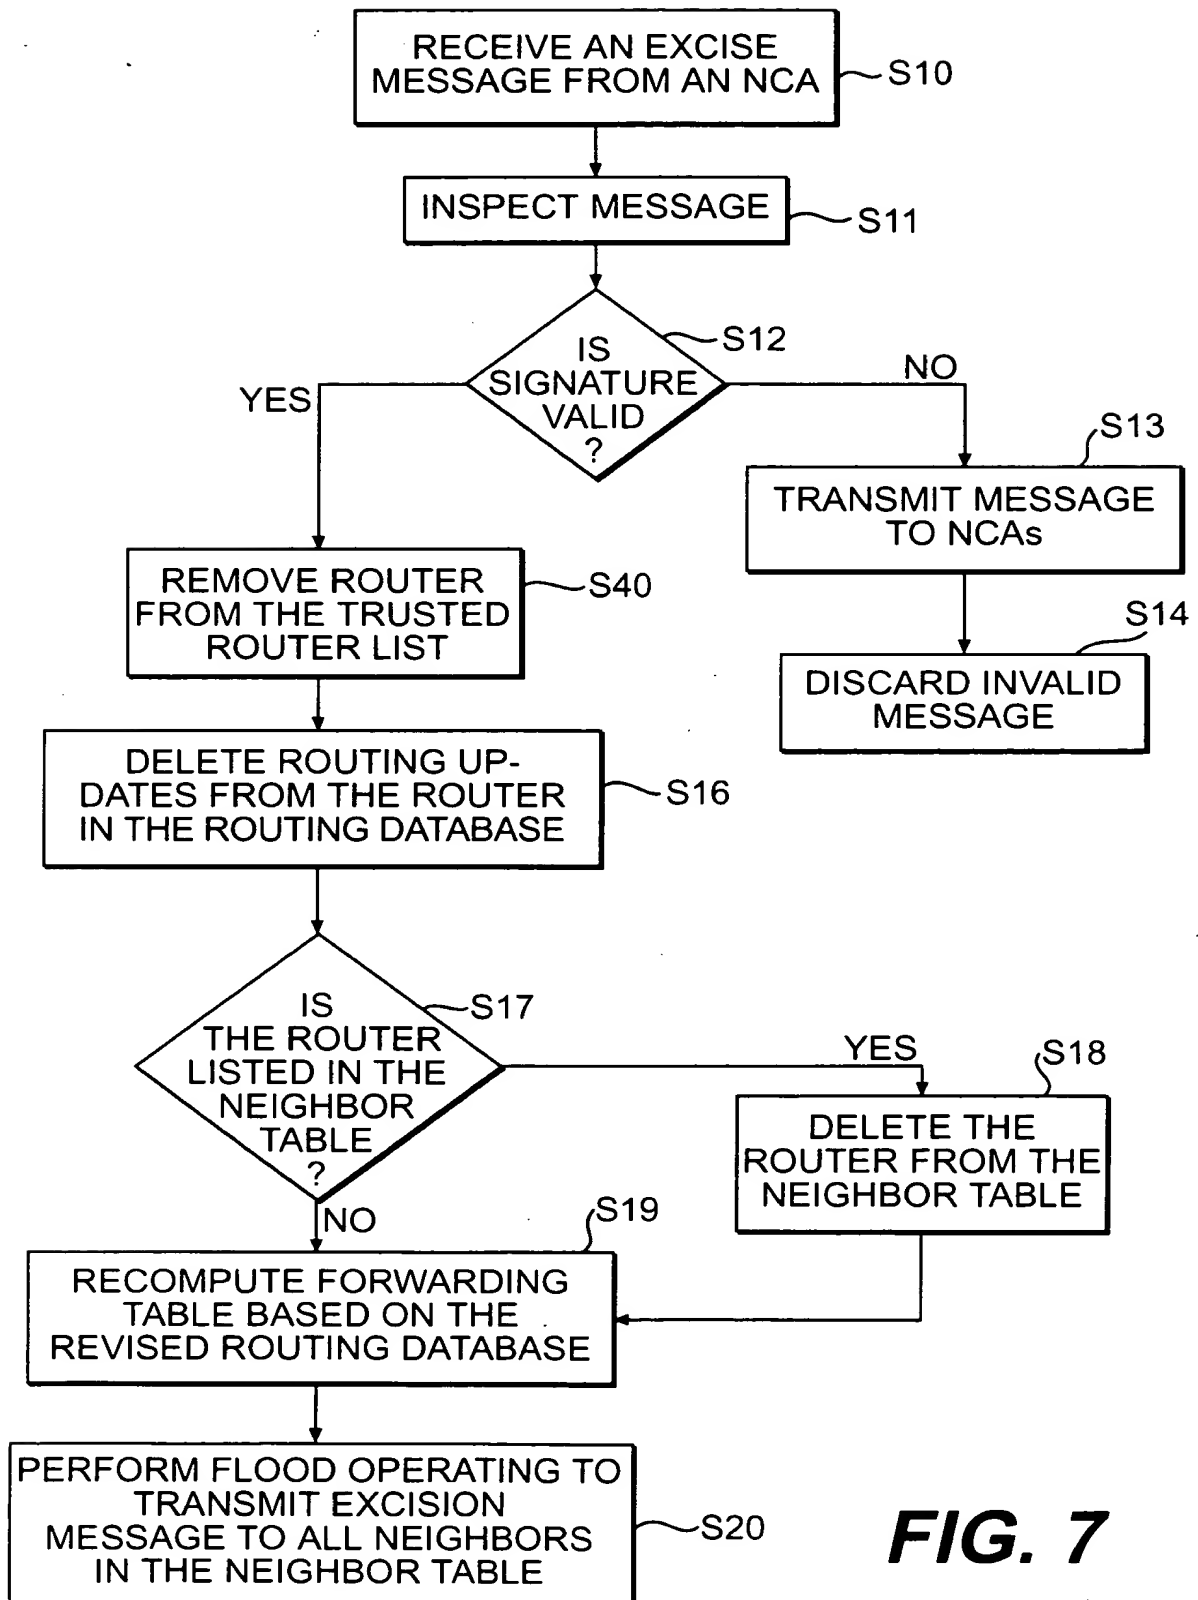 RECEIVE AN EXCISE
MESSAGE FROM AN NCA
S10
INSPECT MESSAGE
S11
IS
SIGNATURE
VALID
?
S12
YES
NO
S13
TRANSMIT MESSAGE
TO NCAs
S14
DISCARD INVALID
MESSAGE
REMOVE ROUTER
FROM THE TRUSTED
ROUTER LIST
S40
DELETE ROUTING UP-
DATES FROM THE ROUTER
IN THE ROUTING DATABASE
S16
IS
THE ROUTER
LISTED IN THE
NEIGHBOR
TABLE
?
S17
YES
S18
DELETE THE
ROUTER FROM THE
NEIGHBOR TABLE
NO
S19
RECOMPUTE FORWARDING
TABLE BASED ON THE
REVISED ROUTING DATABASE
PERFORM FLOOD OPERATING TO
TRANSMIT EXCISION
MESSAGE TO ALL NEIGHBORS
IN THE NEIGHBOR TABLE
S20
FIG. 7